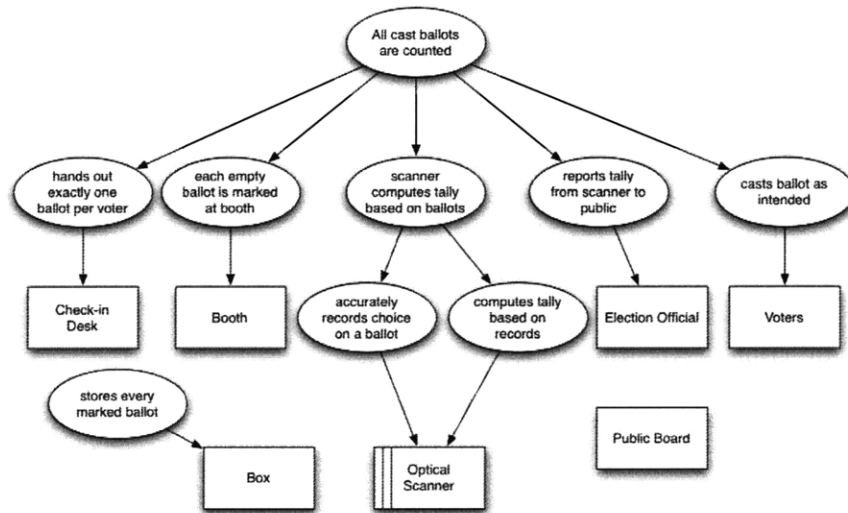 All cast ballots
are counted
hands out
exactly one
ballot per voter
each empty
ballot is marked
at booth
scanner
computes tally
based on ballots
reports tally
from scanner to
public
casts ballot as
intended
Check-in
Desk
Booth
accurately
records choice
on a ballot
computes tally
based on
records
Election Official
Voters
stores every
marked ballot
Public Board
Box
Optical
Scanner